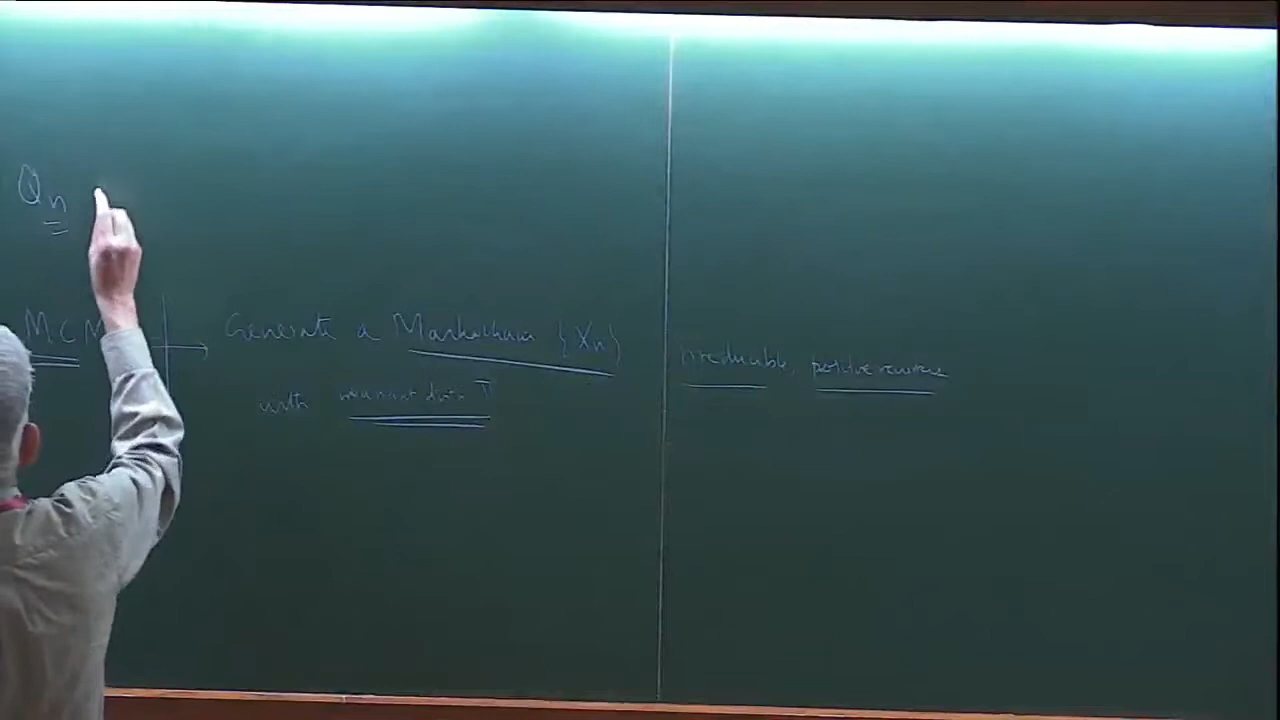 Qn
MCM
Generate a Markov chain {Xn} irreducible, positive recurrent
with invariant distn π